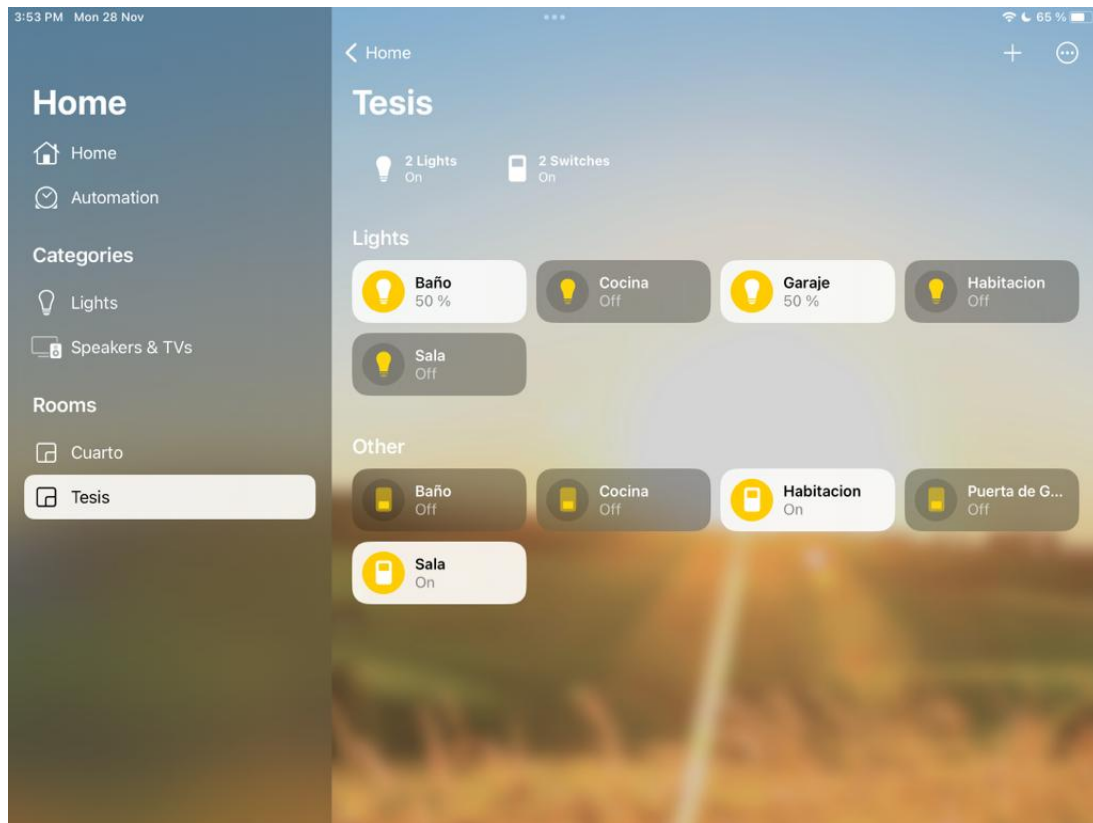 3:53 PM Mon 28 Nov
65 %
Home
Home
Automation
Categories
Lights
Speakers & TVs
Rooms
Cuarto
Tesis
Home
Tesis
2 Lights
On
2 Switches
On
Lights
Baño
50 %
Cocina
Off
Garaje
50 %
Habitacion
Off
Sala
Off
Other
Baño
Off
Cocina
Off
Habitacion
On
Puerta de G...
Off
Sala
On